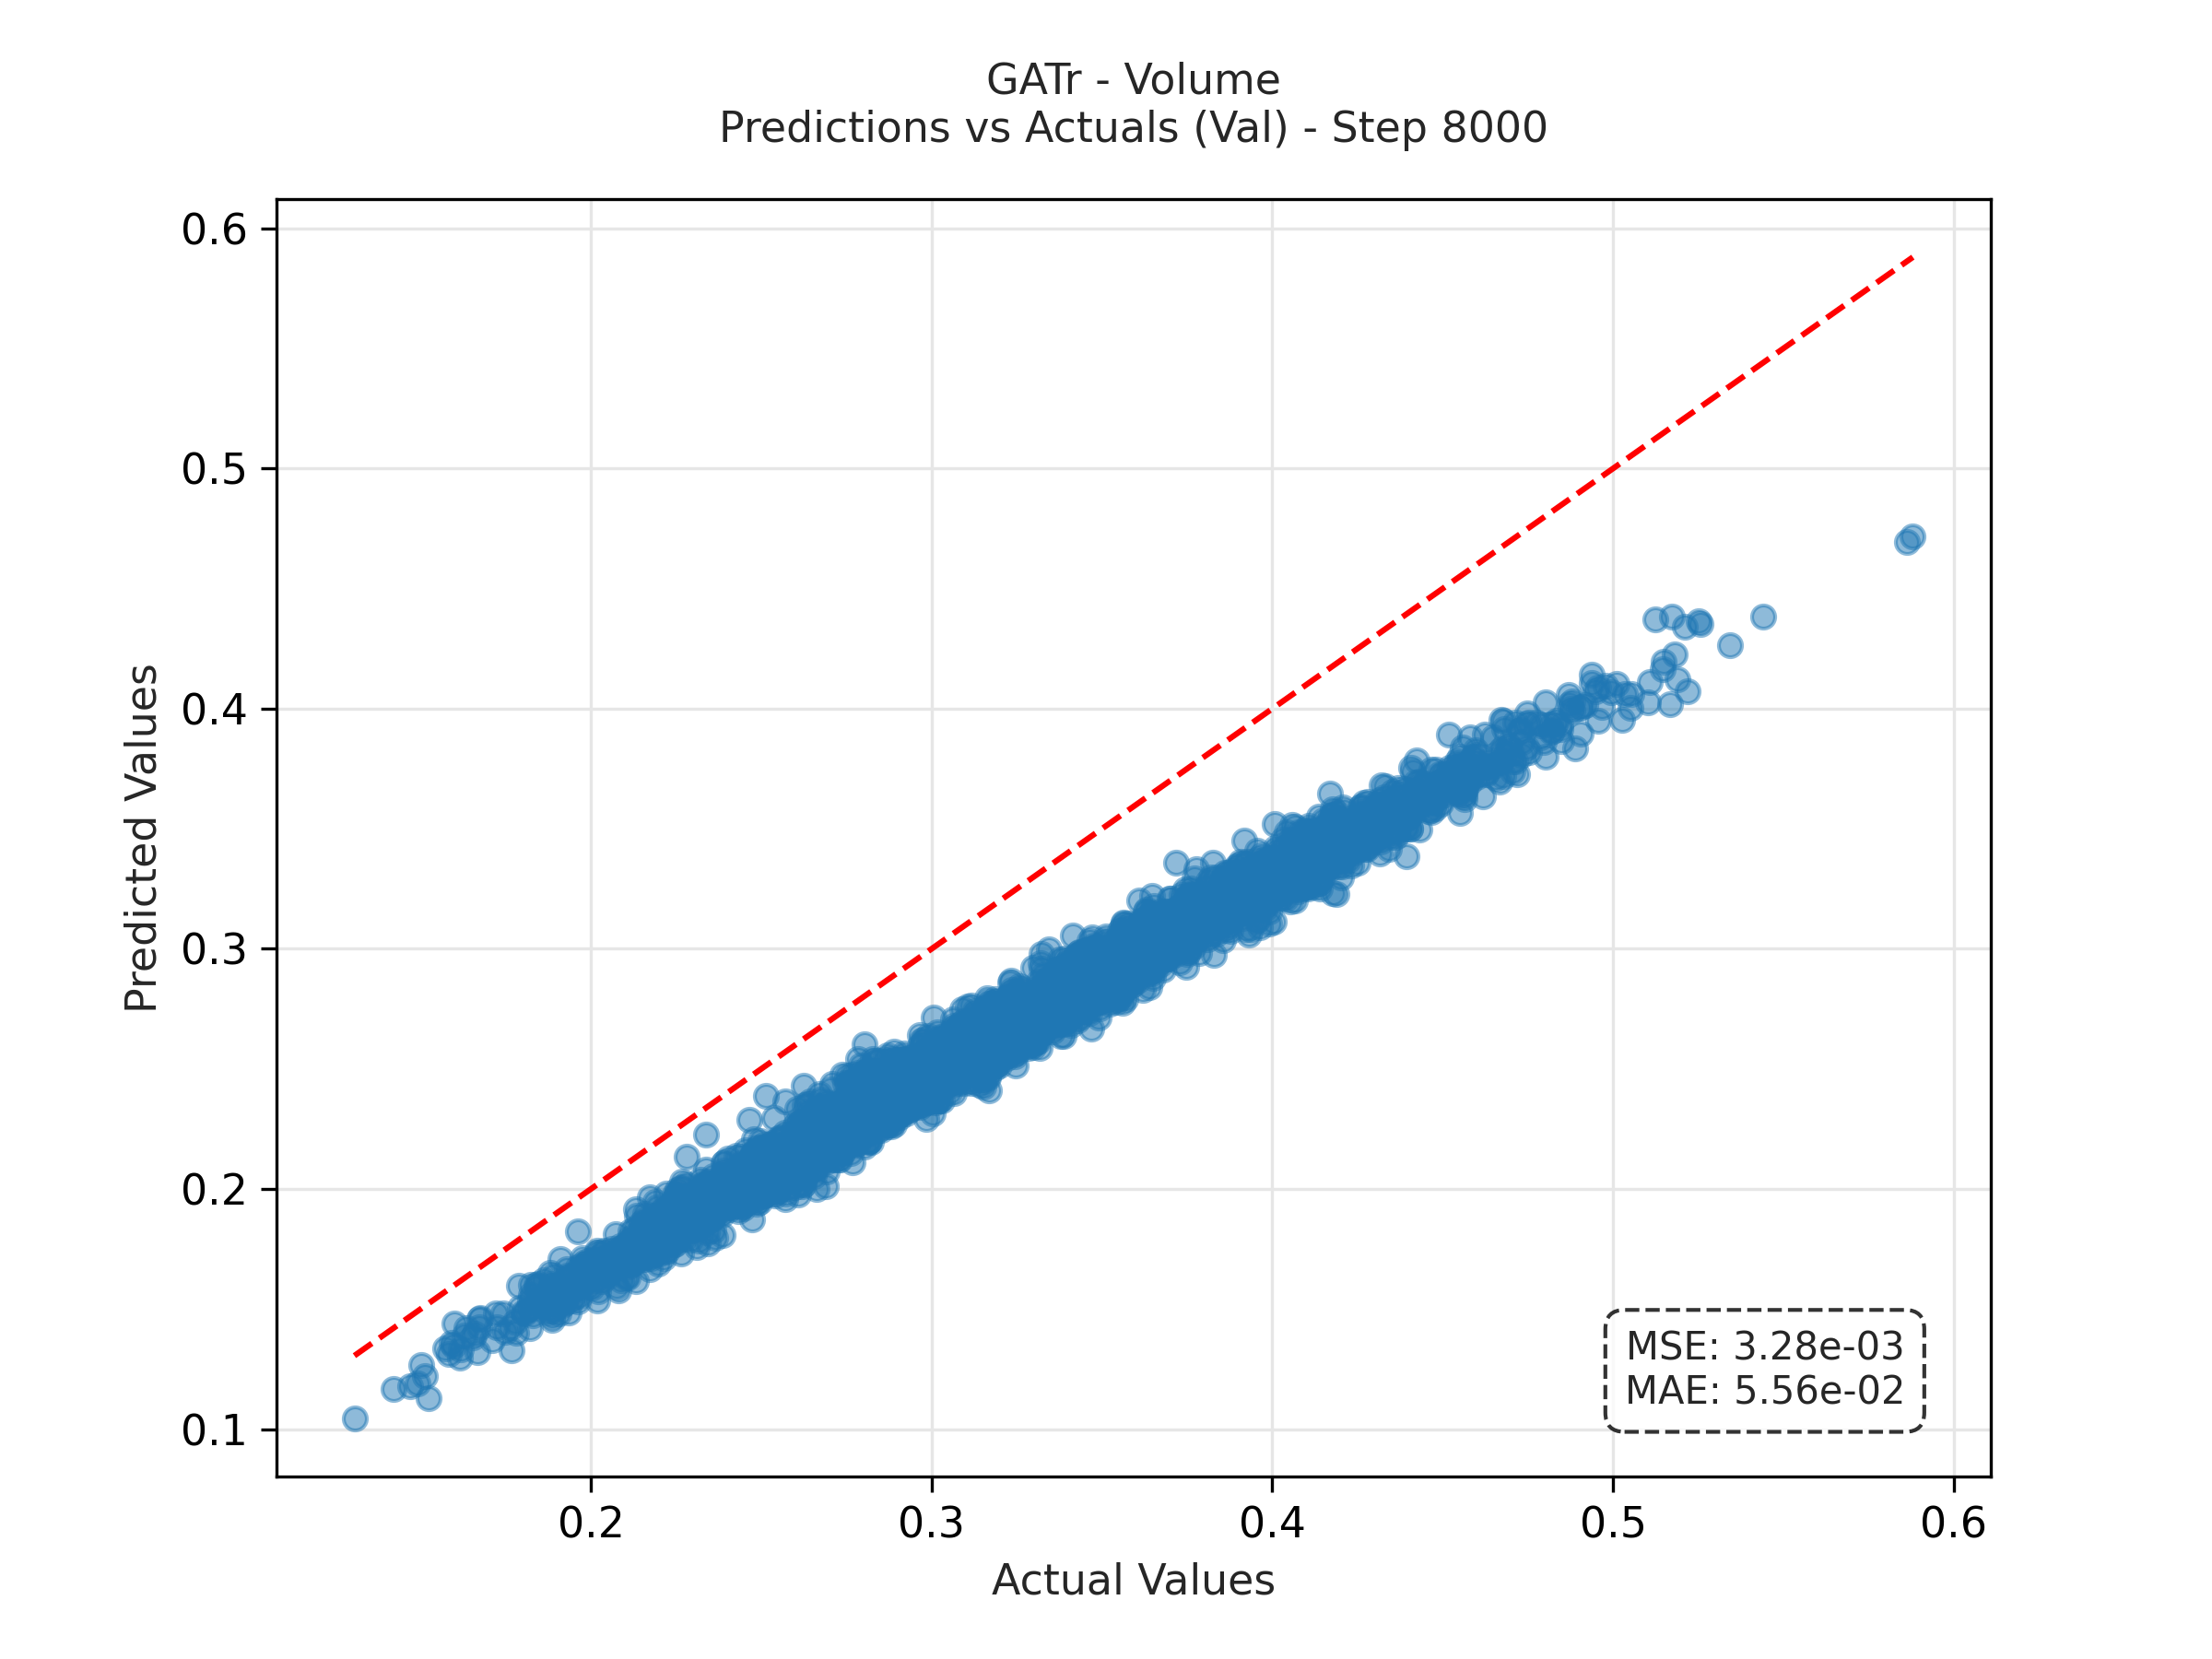 GATr - Volume
Predictions vs Actuals (Val) - Step 8000
0.6
0.5
0.4
0.3
0.2
0.1
Predicted Values
MSE: 3.28e-03
MAE: 5.56e-02
0.2
0.3
0.4
0.5
0.6
Actual Values